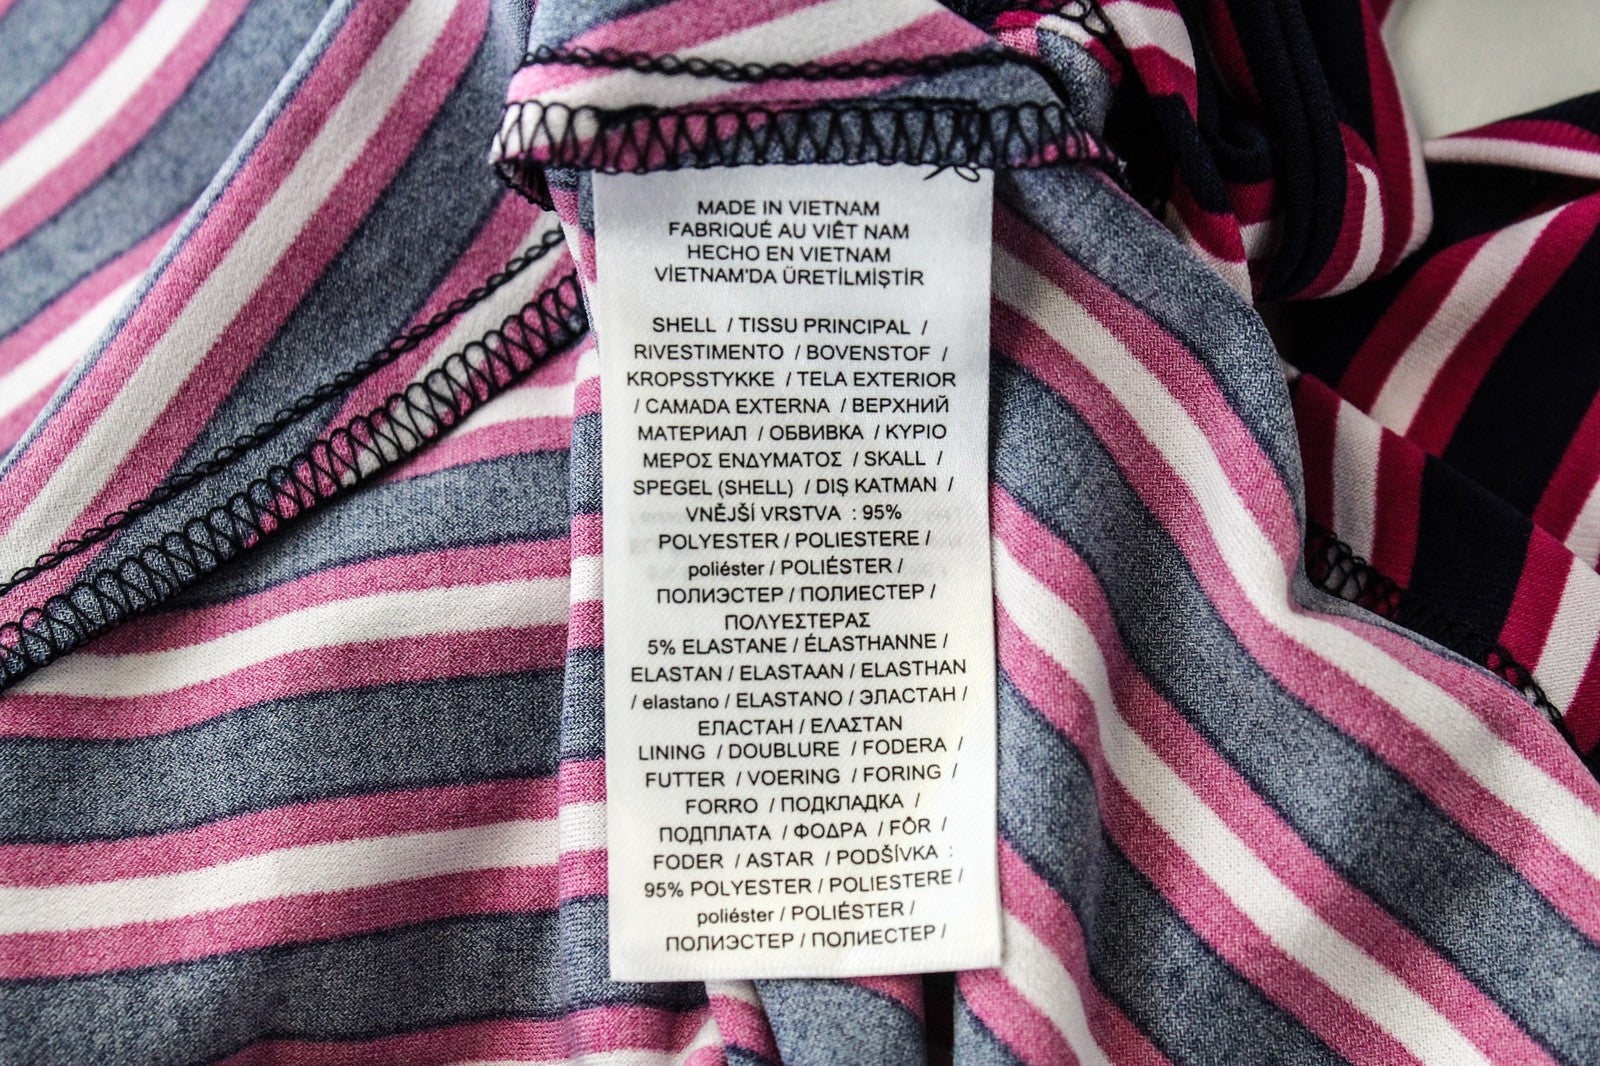 MADE IN VIETNAM
FABRIQUÉ AU VIÊT NAM
HECHO EN VIETNAM
VİETNAM'DA ÜRETİLMİŞTİR
SHELL / TISSU PRINCIPAL /
RIVESTIMENTO / BOVENSTOF /
KROPSSTYKKE / TELA EXTERIOR
/ CAMADA EXTERNA / ВЕРХНИЙ
МАТЕРИАЛ / ОБВИВКА / ΚΥΡΙΟ
ΜΕΡΟΣ ΕΝΔΥΜΑΤΟΣ / SKALL /
SPEGEL (SHELL) / DIŞ KATMAN /
VNĚJŠÍ VRSTVA : 95%
POLYESTER / POLIESTERE /
poliéster / POLIÉSTER /
ПОЛИЭСТЕР / ПОЛИЕСТЕР /
ΠΟΛΥΕΣΤΕΡΑΣ
5% ELASTANE / ÉLASTHANNE /
ELASTAN / ELASTAAN / ELASTHAN
/ elastano / ELASTANO / ЭЛАСТАН /
ЕЛАСТАН / ΕΛΑΣΤΑΝ
LINING / DOUBLURE / FODERA /
FUTTER / VOERING / FORING /
FORRO / ПОДКЛАДКА /
ПОДПЛАТА / ΦΟΔΡΑ / FÔR /
FODER / ASTAR / PODŠÍVKA :
95% POLYESTER / POLIESTERE /
poliéster / POLIÉSTER /
ПОЛИЭСТЕР / ПОЛИЕСТЕР /